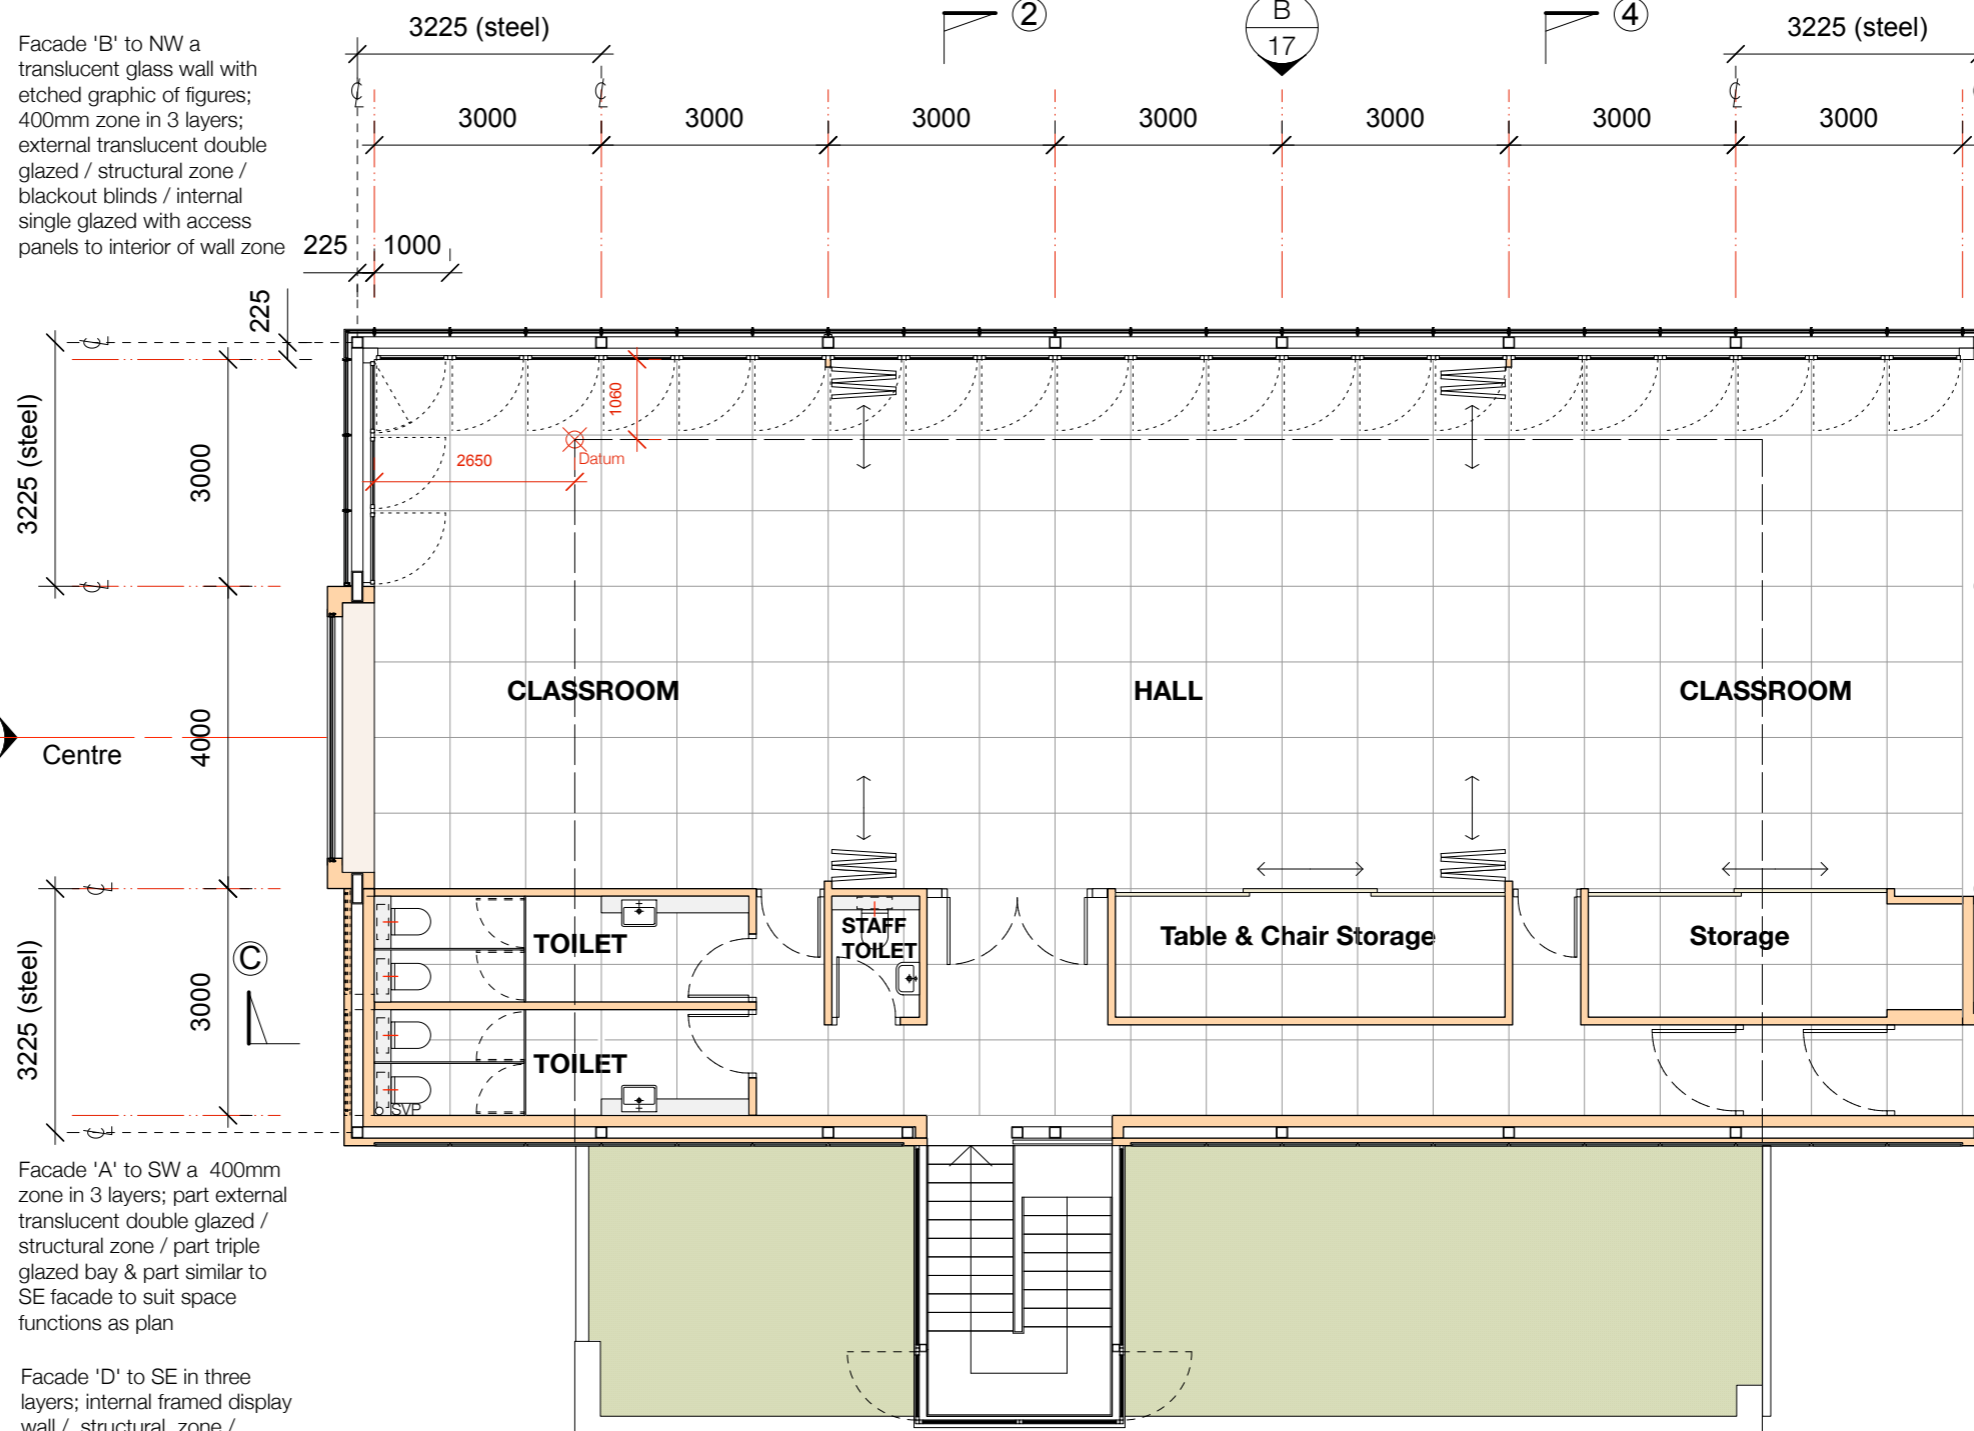 3225 (steel)
2
B
17
4
3225 (steel)
Facade 'B' to NW a
translucent glass wall with
etched graphic of figures;
400mm zone in 3 layers;
external translucent double
glazed / structural zone /
blackout blinds / internal
single glazed with access
panels to interior of wall zone
3000
3000
3000
3000
3000
3000
3000
225
1000
225
3225 (steel)
3000
1060
2650
Datum
CLASSROOM
HALL
CLASSROOM
Centre
4000
3225 (steel)
3000
C
TOILET
STAFF
TOILET
Table & Chair Storage
Storage
TOILET
SVP
Facade 'A' to SW a 400mm
zone in 3 layers; part external
translucent double glazed /
structural zone / part triple
glazed bay & part similar to
SE facade to suit space
functions as plan
Facade 'D' to SE in three
layers; internal framed display
wall / structural zone /